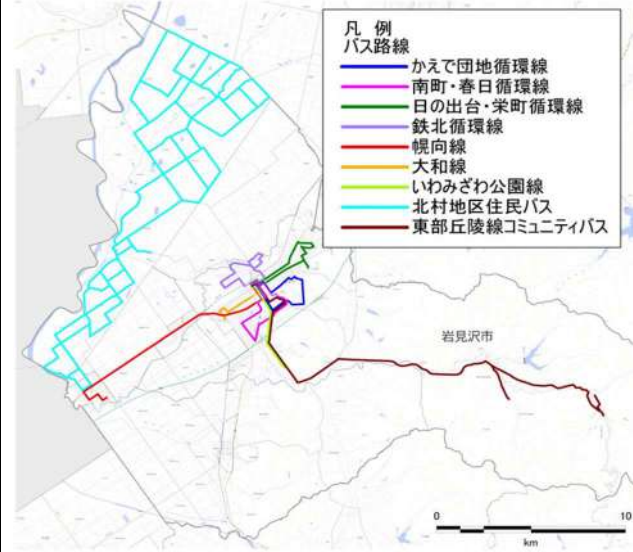 凡 例
バス路線
かえで団地循環線
南町・春日循環線
日の出台・栄町循環線
鉄北循環線
幌向線
大和線
いわみざわ公園線
北村地区住民バス
東部丘陵線コミュニティバス
岩見沢市
0 10
km